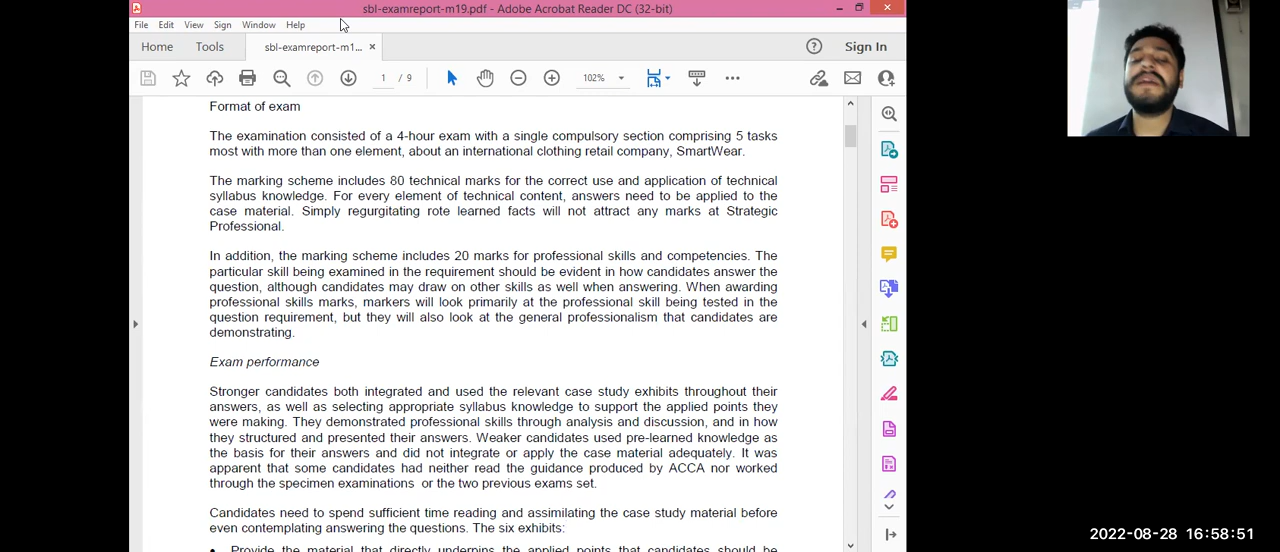 sbl-examreport-m19.pdf - Adobe Acrobat Reader DC (32-bit)
File Edit View Sign Window Help
Home Tools sbl-examreport-m1... × Sign In
1 / 9 102%
Format of exam
The examination consisted of a 4-hour exam with a single compulsory section comprising 5 tasks
most with more than one element, about an international clothing retail company, SmartWear.
The marking scheme includes 80 technical marks for the correct use and application of technical
syllabus knowledge. For every element of technical content, answers need to be applied to the
case material. Simply regurgitating rote learned facts will not attract any marks at Strategic
Professional.
In addition, the marking scheme includes 20 marks for professional skills and competencies. The
particular skill being examined in the requirement should be evident in how candidates answer the
question, although candidates may draw on other skills as well when answering. When awarding
professional skills marks, markers will look primarily at the professional skill being tested in the
question requirement, but they will also look at the general professionalism that candidates are
demonstrating.
Exam performance
Stronger candidates both integrated and used the relevant case study exhibits throughout their
answers, as well as selecting appropriate syllabus knowledge to support the applied points they
were making. They demonstrated professional skills through analysis and discussion, and in how
they structured and presented their answers. Weaker candidates used pre-learned knowledge as
the basis for their answers and did not integrate or apply the case material adequately. It was
apparent that some candidates had neither read the guidance produced by ACCA nor worked
through the specimen examinations or the two previous exams set.
Candidates need to spend sufficient time reading and assimilating the case study material before
even contemplating answering the questions. The six exhibits:
• Provide the material that directly underpins the applied points that candidates should be
2022-08-28 16:58:51